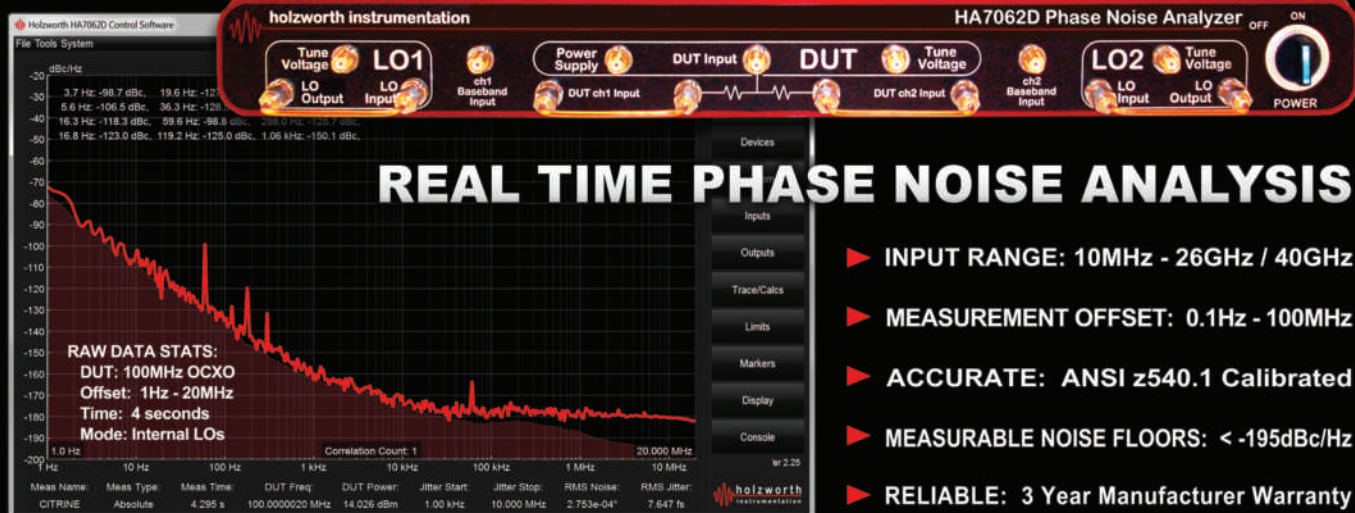 Holzworth HA7062D Control Software
File Tools System
holzworth instrumentation
HA7062D Phase Noise Analyzer
OFF
ON
POWER
Tune Voltage
LO1
LO Output
LO Input
ch1 Baseband Input
Power Supply
DUT Input
DUT
Tune Voltage
DUT ch1 Input
DUT ch2 Input
ch2 Baseband Input
LO2
Tune Voltage
LO Input
LO Output
dBc/Hz
-20
-30
-40
-50
-60
-70
-80
-90
-100
-110
-120
-130
-140
-150
-160
-170
-180
-190
-200
3.7 Hz: -98.7 dBc, 19.6 Hz:
5.6 Hz: -106.5 dBc, 36.3 Hz:
16.3 Hz: -118.3 dBc, 59.6 Hz: -98.8
16.8 Hz: -123.0 dBc, 119.2 Hz: -125.0 dBc, 1.06 kHz: -150.1 dBc,
REAL TIME PHASE NOISE ANALYSIS
Devices
Inputs
Outputs
Trace/Calcs
Limits
Markers
Display
Console
INPUT RANGE: 10MHz - 26GHz / 40GHz
MEASUREMENT OFFSET: 0.1Hz - 100MHz
ACCURATE: ANSI z540.1 Calibrated
MEASURABLE NOISE FLOORS: < -195dBc/Hz
RELIABLE: 3 Year Manufacturer Warranty
RAW DATA STATS:
DUT: 100MHz OCXO
Offset: 1Hz - 20MHz
Time: 4 seconds
Mode: Internal LOs
1.0 Hz
Correlation Count: 1
20.000 MHz
1 Hz
10 Hz
100 Hz
1 kHz
10 kHz
100 kHz
1 MHz
10 MHz
2.25
Meas Name: Meas Type: Meas Time: DUT Freq: DUT Power: Jitter Start: Jitter Stop: RMS Noise: RMS Jitter:
CITRINE Absolute 4.295 s 100.0000020 MHz 14.026 dBm 1.00 kHz 10.000 MHz 2.753e-04° 7.647 fs
holzworth
instrumentation